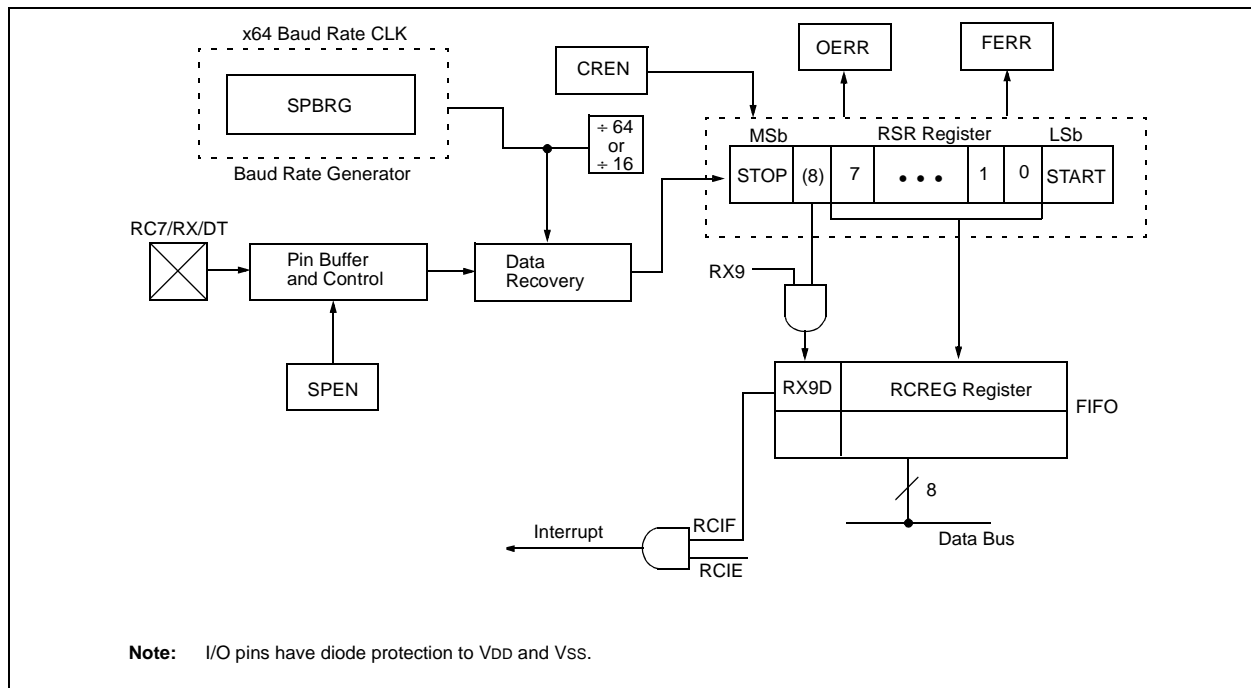 x64 Baud Rate CLK
SPBRG
Baud Rate Generator
CREN
OERR
FERR
÷ 64
or
÷ 16
MSb RSR Register LSb
STOP (8) 7 • • • 1 0 START
RC7/RX/DT
Pin Buffer
and Control
Data
Recovery
RX9
SPEN
RX9D RCREG Register
FIFO
8
Data Bus
Interrupt
RCIF
RCIE
Note: I/O pins have diode protection to VDD and VSS.